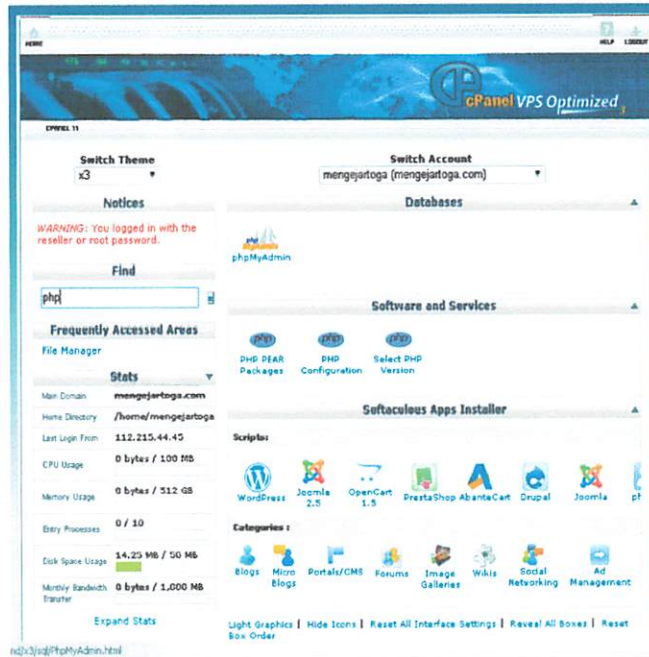 HOME
HELP
LOGOUT
cPanel VPS Optimized 3
CPANEL 11
Switch Theme
x3
Notices
WARNING: You logged in with the
reseller or root password.
Find
php
Frequently Accessed Areas
File Manager
Stats
Main Domain mengejartoga.com
Home Directory /home/mengejartoga
Last Login From 112.215.44.45
CPU Usage 0 bytes / 100 MB
Memory Usage 0 bytes / 512 GB
Entry Processes 0 / 10
Disk Space Usage 14.25 MB / 50 MB
Monthly Bandwidth
Transfer 0 bytes / 1,000 MB
Expand Stats
Switch Account
mengejartoga (mengejartoga.com)
Databases
phpMyAdmin
Software and Services
php php php
PHP PEAR
Packages
PHP
Configuration
Select PHP
Version
Softaculous Apps Installer
Scripts:
WordPress
Joomla
2.5
OpenCart
1.5
PrestaShop
AbanteCart
Drupal
Joomla
ph
Categories :
Blogs
Micro
Blogs
Portals/CMS
Forums
Image
Galleries
Wikis
Social
Networking
Ad
Management
Light Graphics | Hide Icons | Reset All Interface Settings | Reveal All Boxes | Reset
Box Order
nd/x3/sql/PhpMyAdmin.html